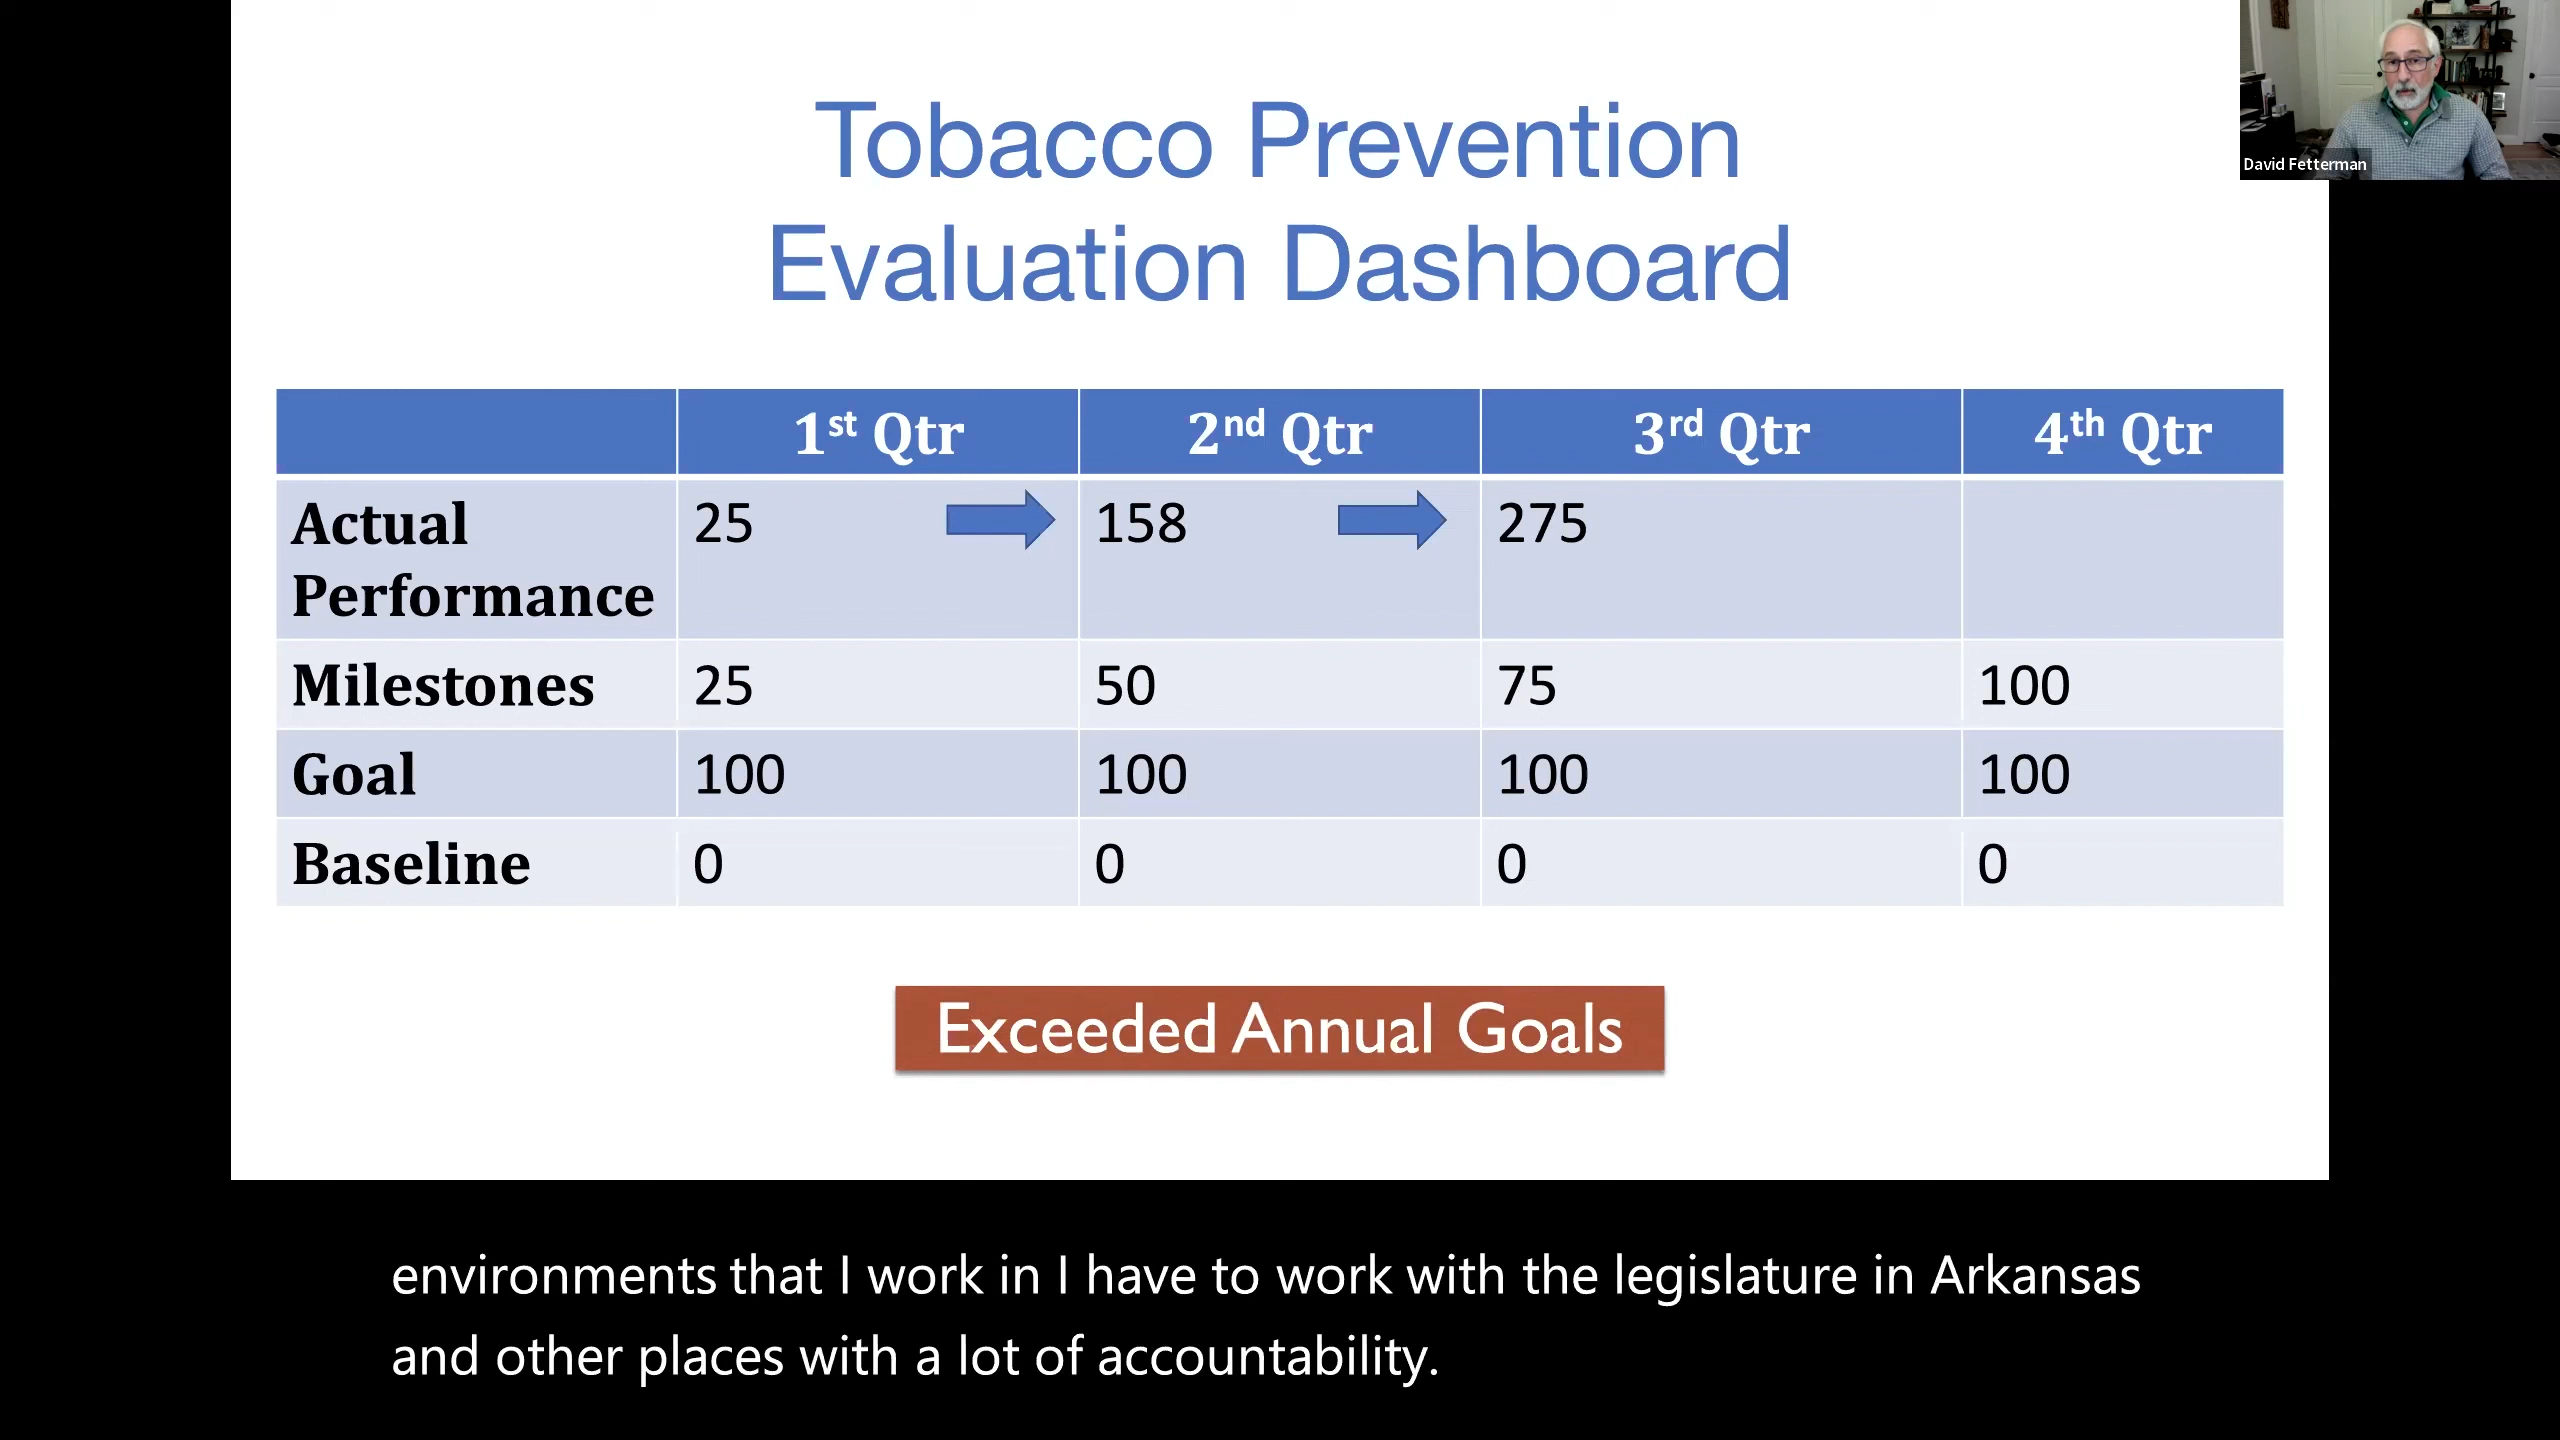 David Fetterman
Tobacco Prevention
Evaluation Dashboard
1st Qtr 2nd Qtr 3rd Qtr 4th Qtr
Actual Performance 25 158 275
Milestones 25 50 75 100
Goal 100 100 100 100
Baseline 0 0 0 0
Exceeded Annual Goals
environments that I work in I have to work with the legislature in Arkansas
and other places with a lot of accountability.